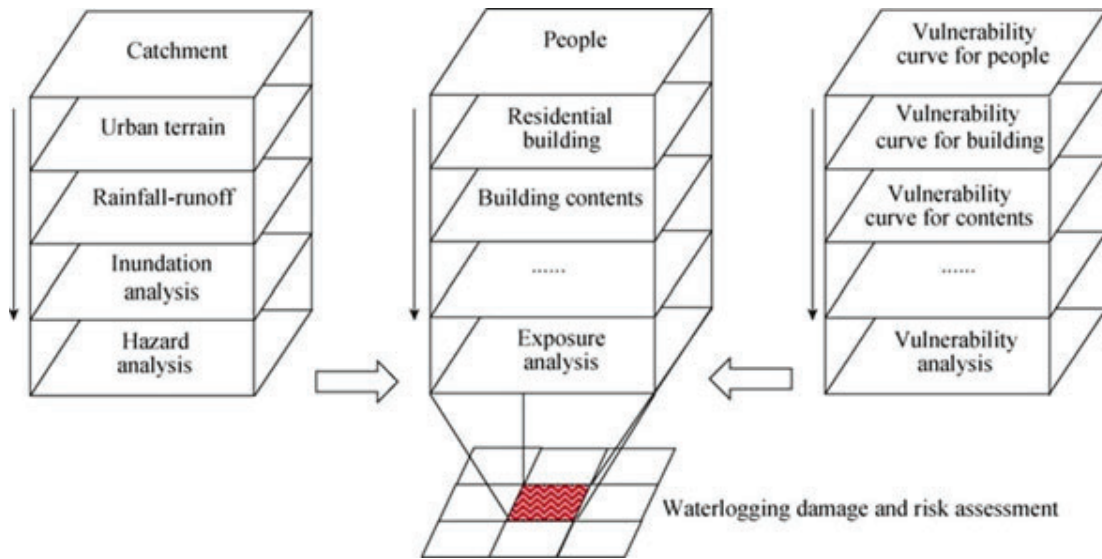 Catchment
Urban terrain
Rainfall-runoff
Inundation
analysis
Hazard
analysis
People
Residential
building
Building contents
......
Exposure
analysis
Vulnerability
curve for people
Vulnerability
curve for building
Vulnerability
curve for contents
......
Vulnerability
analysis
Waterlogging damage and risk assessment